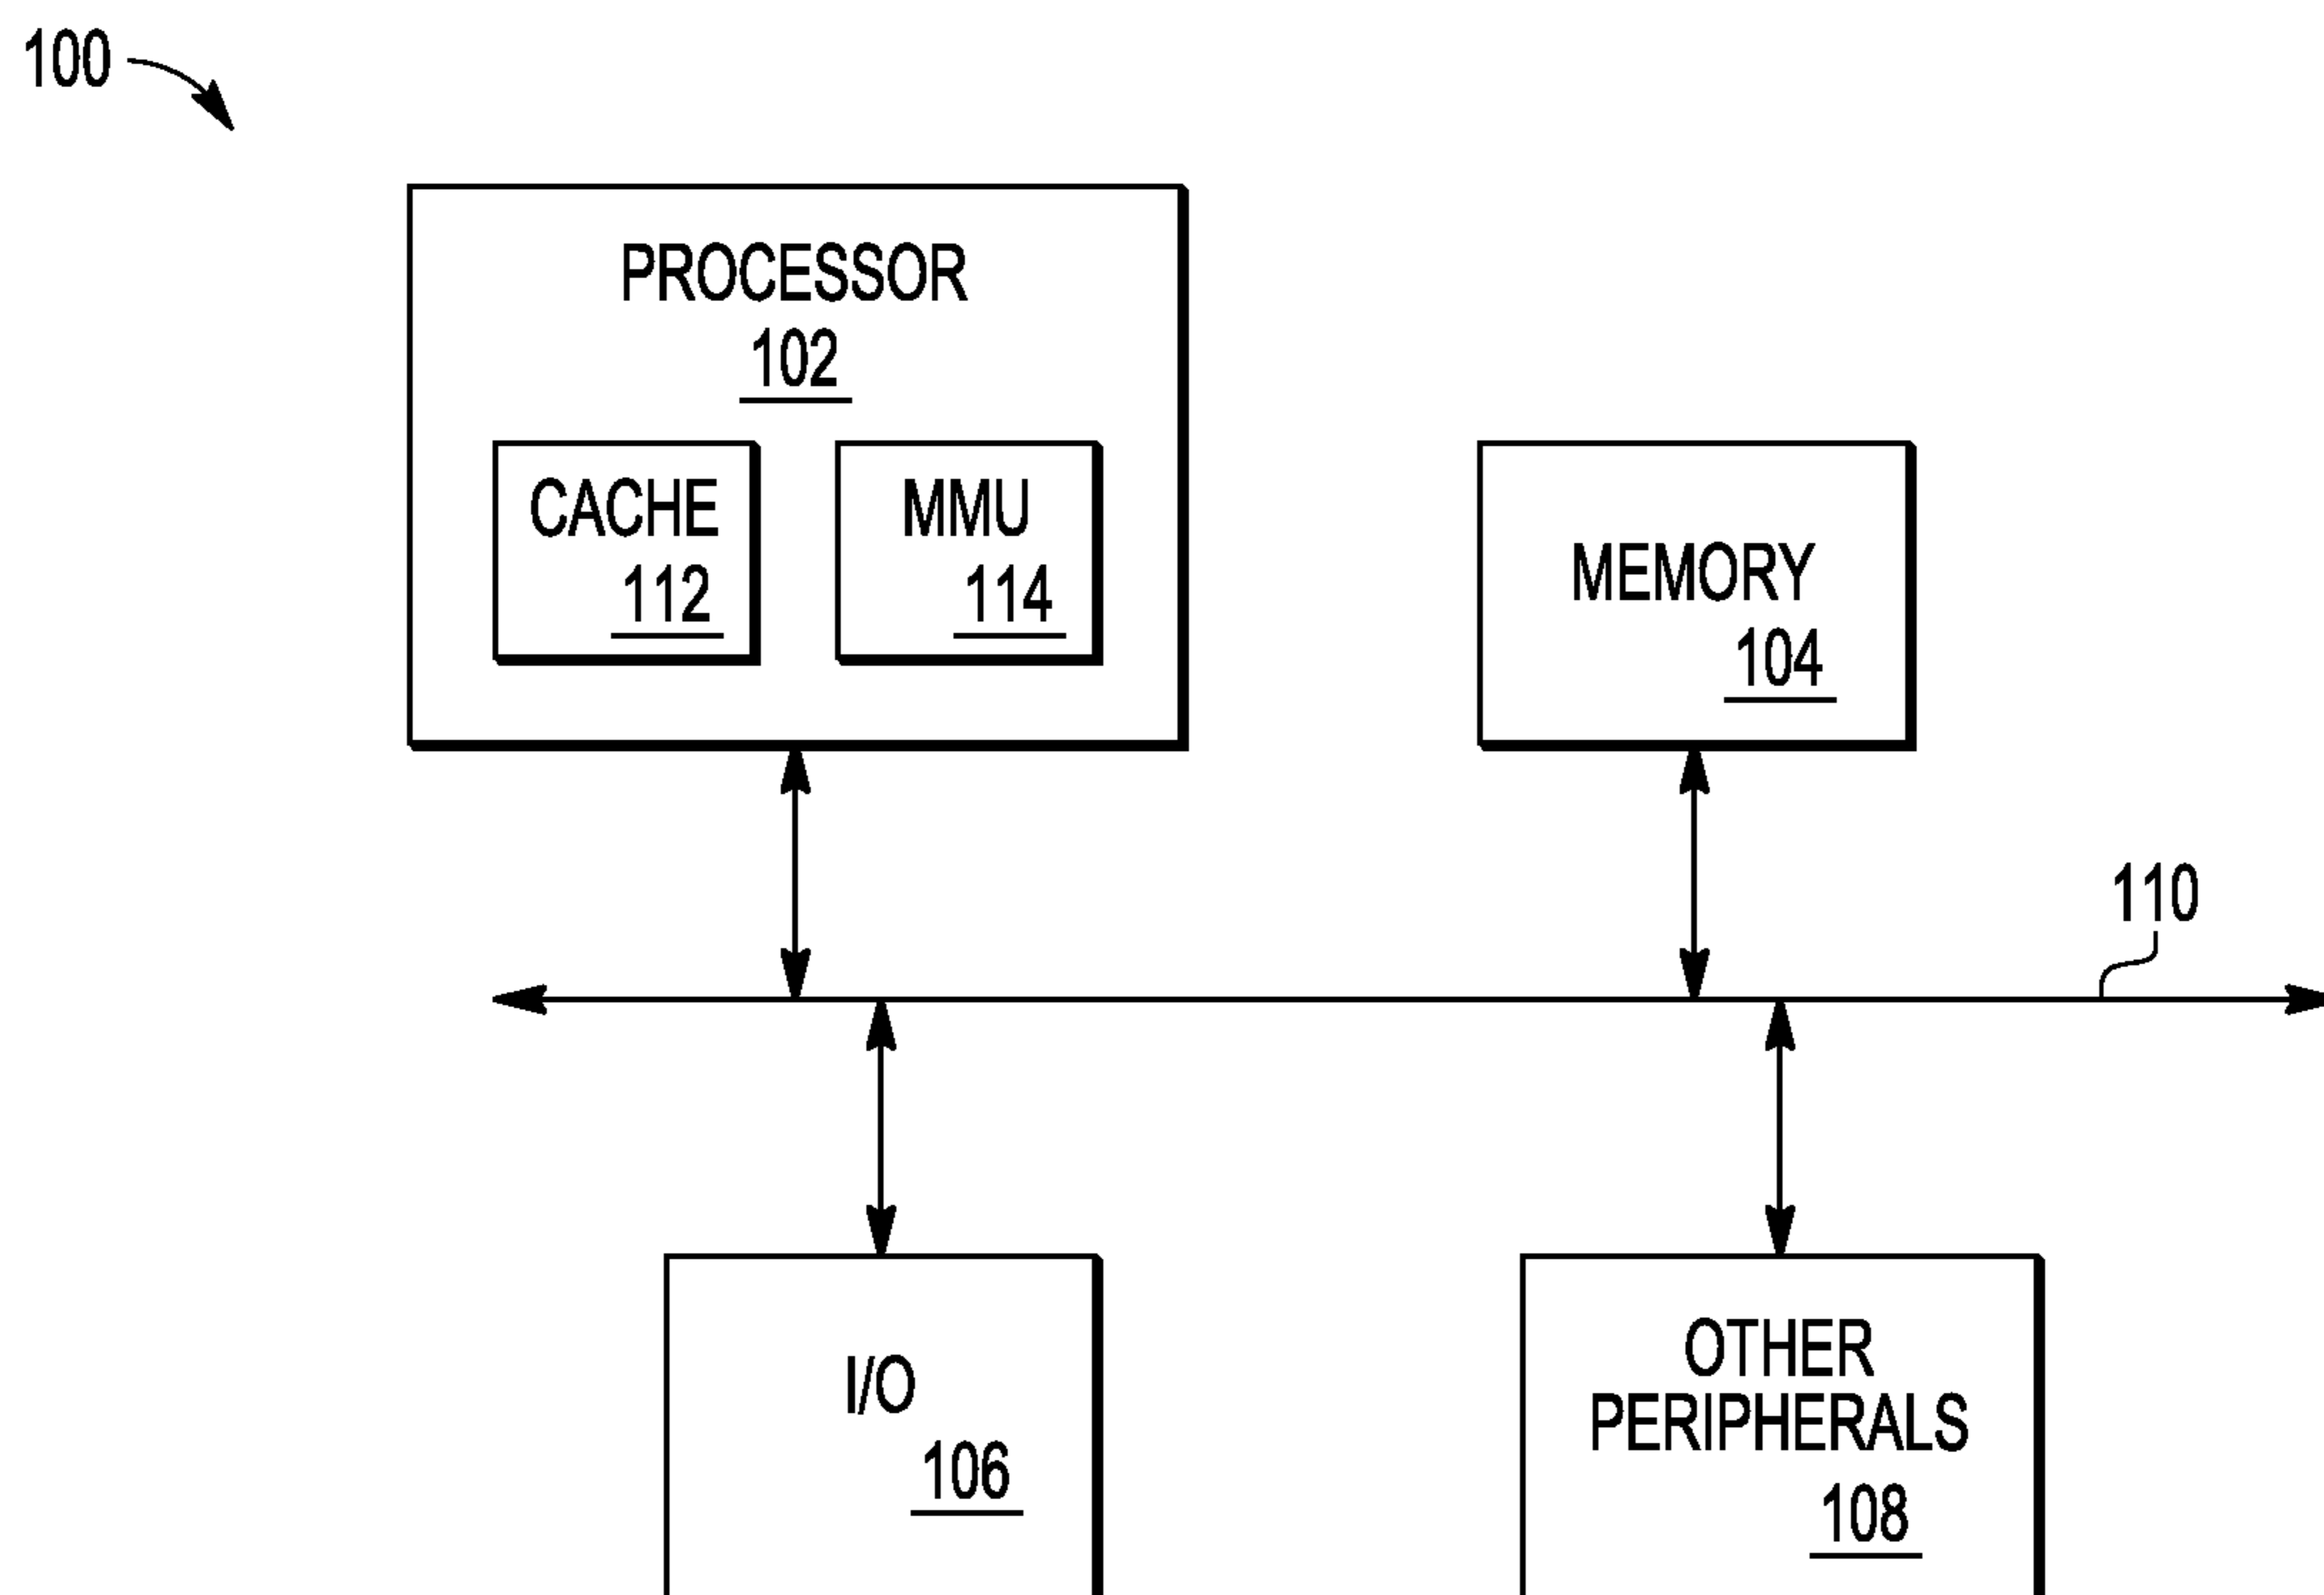 100
PROCESSOR
102
CACHE
112
MMU
114
MEMORY
104
110
I/O
106
OTHER
PERIPHERALS
108